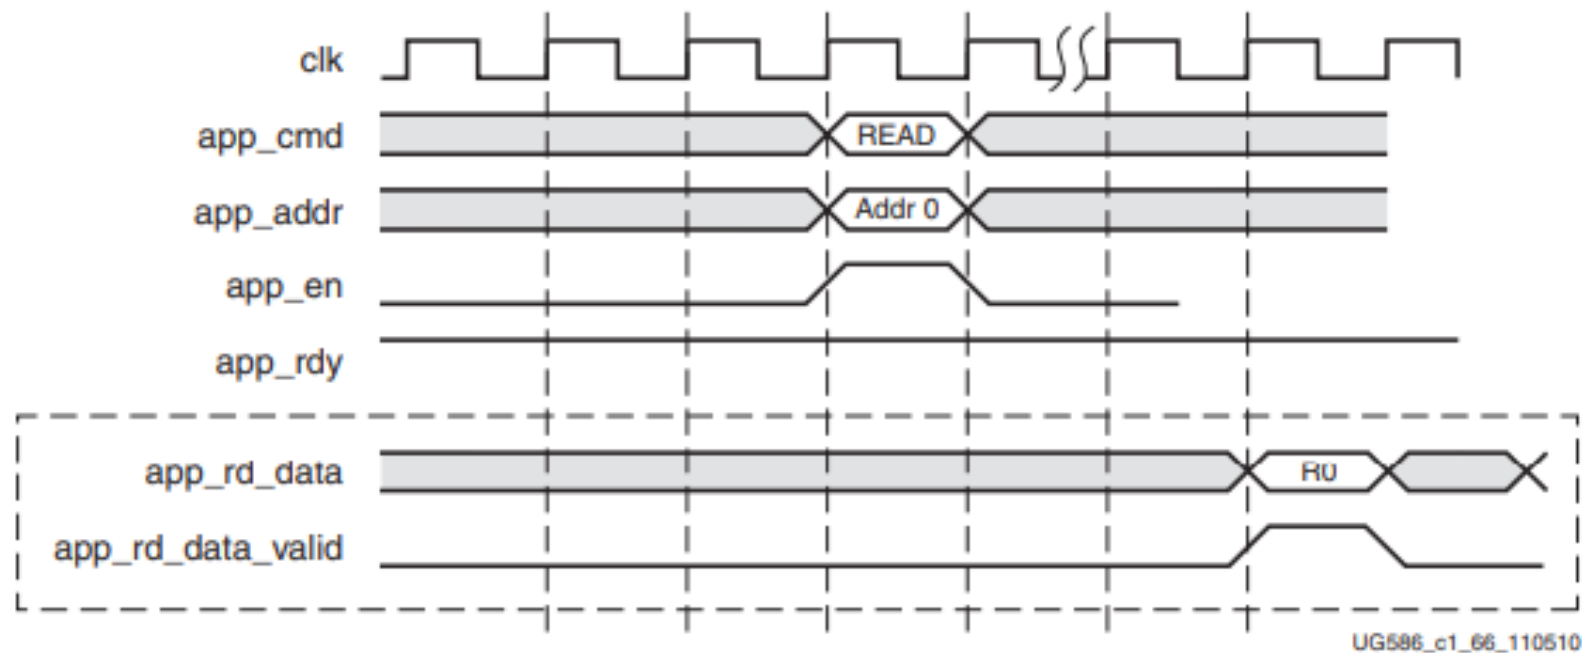 clk
app_cmd READ
app_addr Addr 0
app_en
app_rdy
app_rd_data R0
app_rd_data_valid
UG586_c1_66_110510